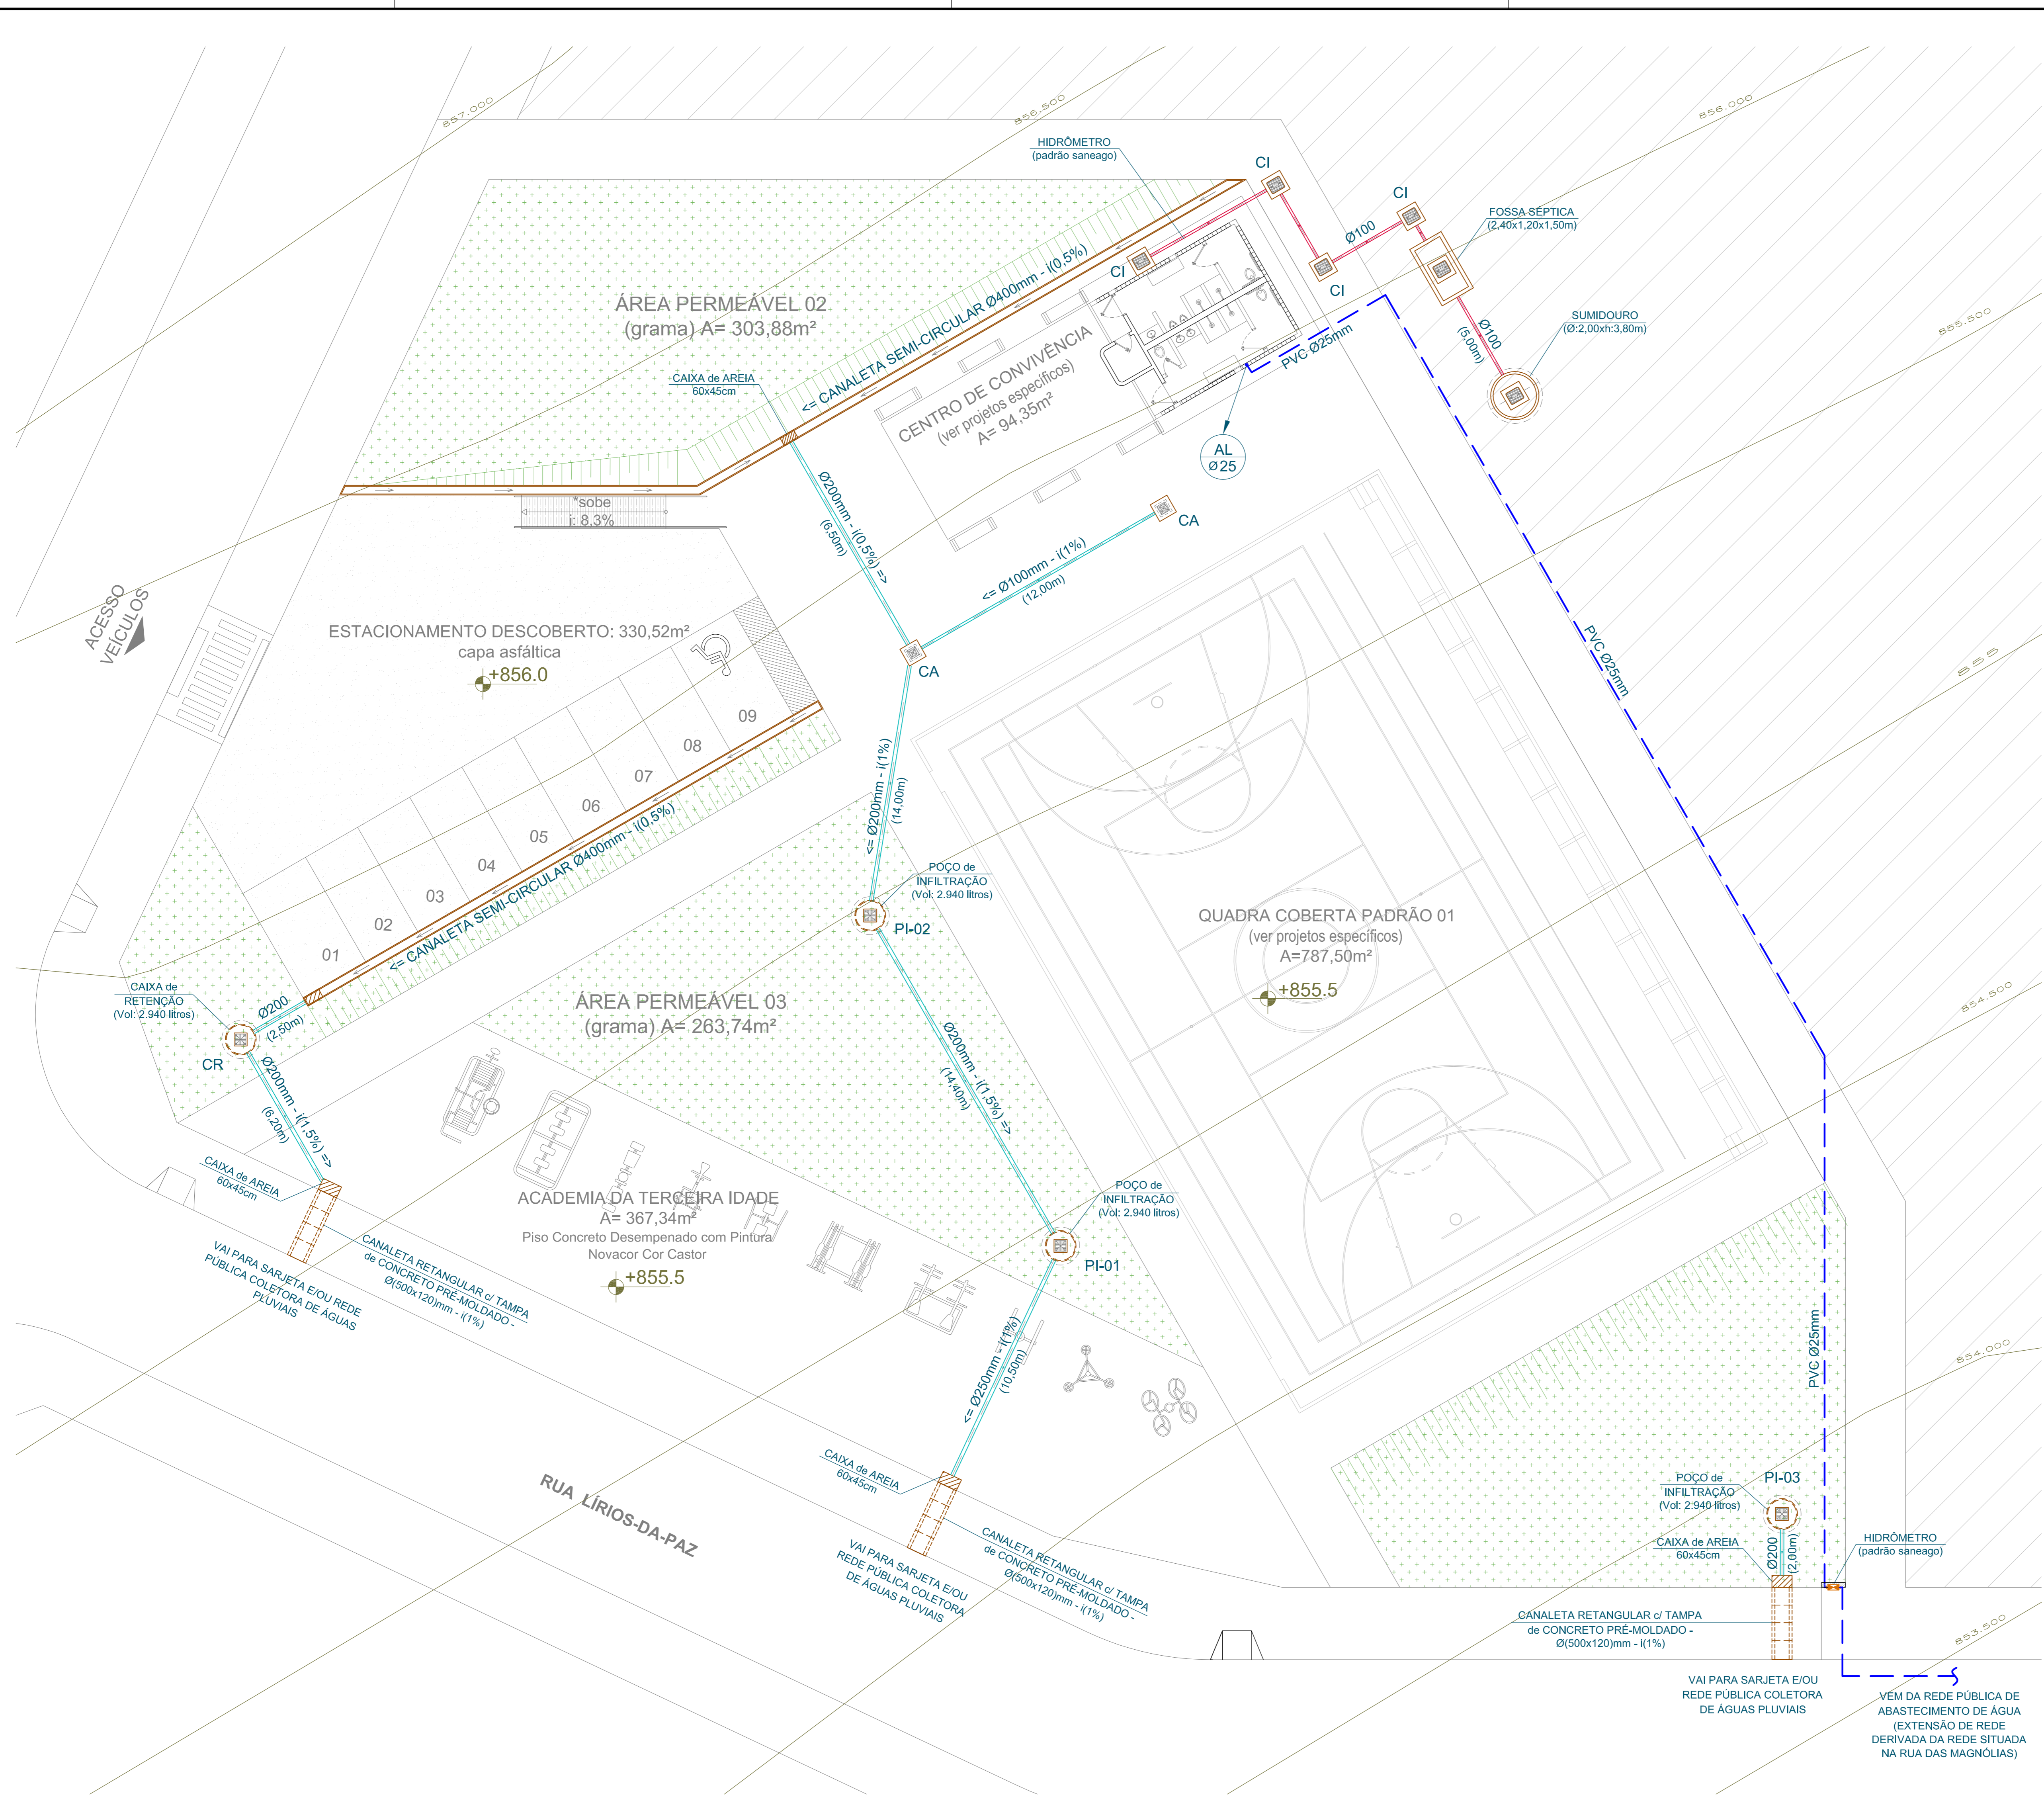 857.000
856.500
856.000
HIDRÔMETRO
(padrão saneago)
CI
CI
CI
CI
Ø100
FOSSA SÉPTICA
(2,40x1,20x1,50m)
SUMIDOURO
(Ø:2,00xh:3,80m)
Ø100
(5,00m)
855.500
ÁREA PERMEÁVEL 02
(grama) A= 303,88m²
<= CANALETA SEMI-CIRCULAR Ø400mm - i(0,5%)
CAIXA de AREIA
60x45cm
CENTRO DE CONVIVÊNCIA
(ver projetos específicos)
A= 94,35m²
PVC Ø25mm
AL
Ø25
*sobe
i: 8,3%
Ø200mm - i(0,5%) =>
(6,50m)
CA
<= Ø100mm - i(1%)
(12,00m)
CA
ACESSO
VEÍCULOS
ESTACIONAMENTO DESCOBERTO: 330,52m²
capa asfáltica
+856.0
PVC Ø25mm
855
01
02
03
04
05
06
07
08
09
<= CANALETA SEMI-CIRCULAR Ø400mm - i(0,5%)
<= Ø200mm - i(1%)
(14,00m)
POÇO de
INFILTRAÇÃO
(Vol: 2.940 litros)
PI-02
QUADRA COBERTA PADRÃO 01
(ver projetos específicos)
A=787,50m²
+855.5
854.500
CAIXA de
RETENÇÃO
(Vol: 2.940 litros)
Ø200
(2,50m)
CR
Ø200mm - i(1,5%) =>
(6,20m)
ÁREA PERMEÁVEL 03
(grama) A= 263,74m²
Ø200mm - i(1,5%) =>
(14,40m)
CAIXA de AREIA
60x45cm
ACADEMIA DA TERCEIRA IDADE
A= 367,34m²
Piso Concreto Desempenado com Pintura
Novacor Cor Castor
+855.5
POÇO de
INFILTRAÇÃO
(Vol: 2.940 litros)
PI-01
VAI PARA SARJETA E/OU REDE
PÚBLICA COLETORA DE ÁGUAS
PLUVIAIS
CANALETA RETANGULAR c/ TAMPA
de CONCRETO PRÉ-MOLDADO -
Ø(500x120)mm - i(1%)
<= Ø250mm - i(1%)
(10,50m)
PVC Ø25mm
854.000
CAIXA de AREIA
60x45cm
RUA LÍRIOS-DA-PAZ
VAI PARA SARJETA E/OU
REDE PÚBLICA COLETORA
DE ÁGUAS PLUVIAIS
CANALETA RETANGULAR c/ TAMPA
de CONCRETO PRÉ-MOLDADO -
Ø(500x120)mm - i(1%)
POÇO de
INFILTRAÇÃO
(Vol: 2.940 litros)
PI-03
CAIXA de AREIA
60x45cm
Ø200
(2,00m)
HIDRÔMETRO
(padrão saneago)
CANALETA RETANGULAR c/ TAMPA
de CONCRETO PRÉ-MOLDADO -
Ø(500x120)mm - i(1%)
853.500
VAI PARA SARJETA E/OU
REDE PÚBLICA COLETORA
DE ÁGUAS PLUVIAIS
VEM DA REDE PÚBLICA DE
ABASTECIMENTO DE ÁGUA
(EXTENSÃO DE REDE
DERIVADA DA REDE SITUADA
NA RUA DAS MAGNÓLIAS)